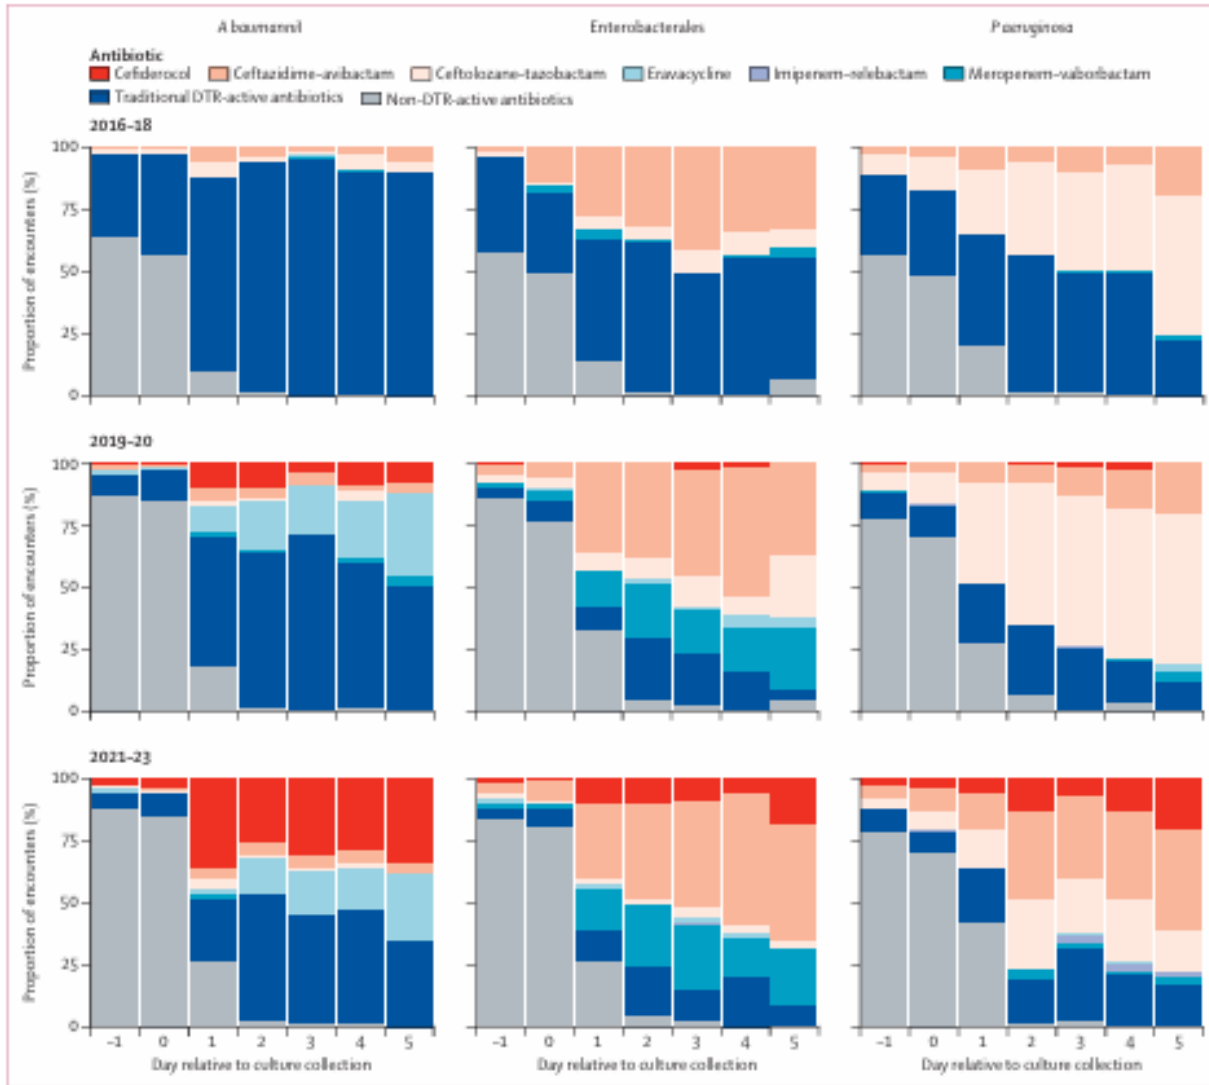 A baumannii Enterobacterales P aeruginosa
Antibiotic
Cefiderocol Ceftazidime–avibactam Ceftolozane–tazobactam Eravacycline Imipenem–relebactam Meropenem–vaborbactam
Traditional DTR-active antibiotics Non-DTR-active antibiotics
2016–18
Proportion of encounters (%)
100
75
50
25
0
2019–20
Proportion of encounters (%)
100
75
50
25
0
2021–23
Proportion of encounters (%)
100
75
50
25
0
–1 0 1 2 3 4 5 –1 0 1 2 3 4 5 –1 0 1 2 3 4 5
Day relative to culture collection Day relative to culture collection Day relative to culture collection